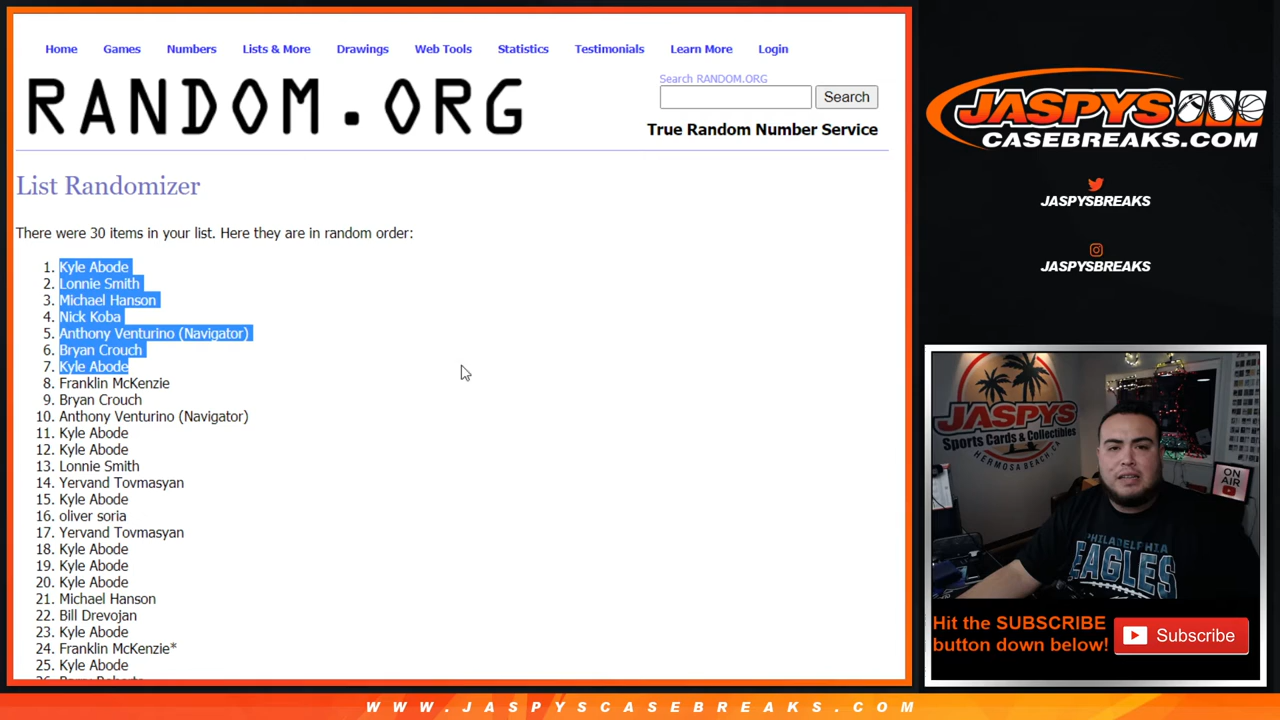 Home Games Numbers Lists & More Drawings Web Tools Statistics Testimonials Learn More Login
RANDOM.ORG
Search RANDOM.ORG
Search
True Random Number Service
List Randomizer
There were 30 items in your list. Here they are in random order:
1. Kyle Abode
2. Lonnie Smith
3. Michael Hanson
4. Nick Koba
5. Anthony Venturino (Navigator)
6. Bryan Crouch
7. Kyle Abode
8. Franklin McKenzie
9. Bryan Crouch
10. Anthony Venturino (Navigator)
11. Kyle Abode
12. Kyle Abode
13. Lonnie Smith
14. Yervand Tovmasyan
15. Kyle Abode
16. oliver soria
17. Yervand Tovmasyan
18. Kyle Abode
19. Kyle Abode
20. Kyle Abode
21. Michael Hanson
22. Bill Drevojan
23. Kyle Abode
24. Franklin McKenzie*
25. Kyle Abode
JASPYS
CASEBREAKS.COM
JASPYSBREAKS
JASPYSBREAKS
JASPYS
Sports Cards & Collectibles
HERMOSA BEACH, CA
ON AIR
PHILADELPHIA
EAGLES
Hit the SUBSCRIBE
button down below!
Subscribe
WWW.JASPYSCASEBREAKS.COM